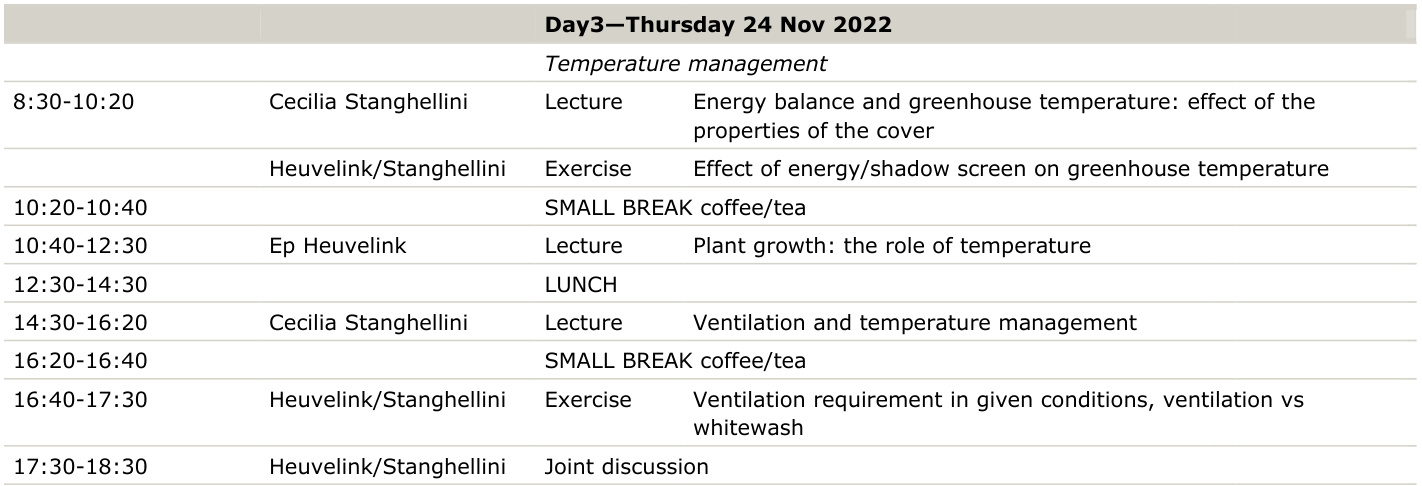 Day3—Thursday 24 Nov 2022
Temperature management
8:30-10:20 Cecilia Stanghellini Lecture Energy balance and greenhouse temperature: effect of the
properties of the cover
Heuvelink/Stanghellini Exercise Effect of energy/shadow screen on greenhouse temperature
10:20-10:40 SMALL BREAK coffee/tea
10:40-12:30 Ep Heuvelink Lecture Plant growth: the role of temperature
12:30-14:30 LUNCH
14:30-16:20 Cecilia Stanghellini Lecture Ventilation and temperature management
16:20-16:40 SMALL BREAK coffee/tea
16:40-17:30 Heuvelink/Stanghellini Exercise Ventilation requirement in given conditions, ventilation vs
whitewash
17:30-18:30 Heuvelink/Stanghellini Joint discussion